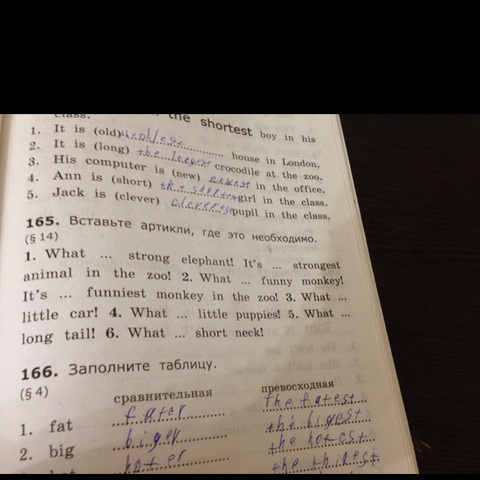 class. the shortest boy in his
1. It is (old) the oldest house in London.
2. It is (long) the longest crocodile at the zoo.
3. His computer is (new) newest in the office.
4. Ann is (short) girl in the class.
5. Jack is (clever) pupil in the class.
165. Вставьте артикли, где это необходимо.
(§ 14)
1. What ... strong elephant! It's ... strongest
animal in the zoo! 2. What ... funny monkey!
It's ... funniest monkey in the zoo! 3. What ...
little car! 4. What ... little puppies! 5. What ...
long tail! 6. What ... short neck!
166. Заполните таблицу.
(§ 4)
сравнительная превосходная
1. fat fater the fatest
2. big biger the bigest
hoter the hotest
the thinest